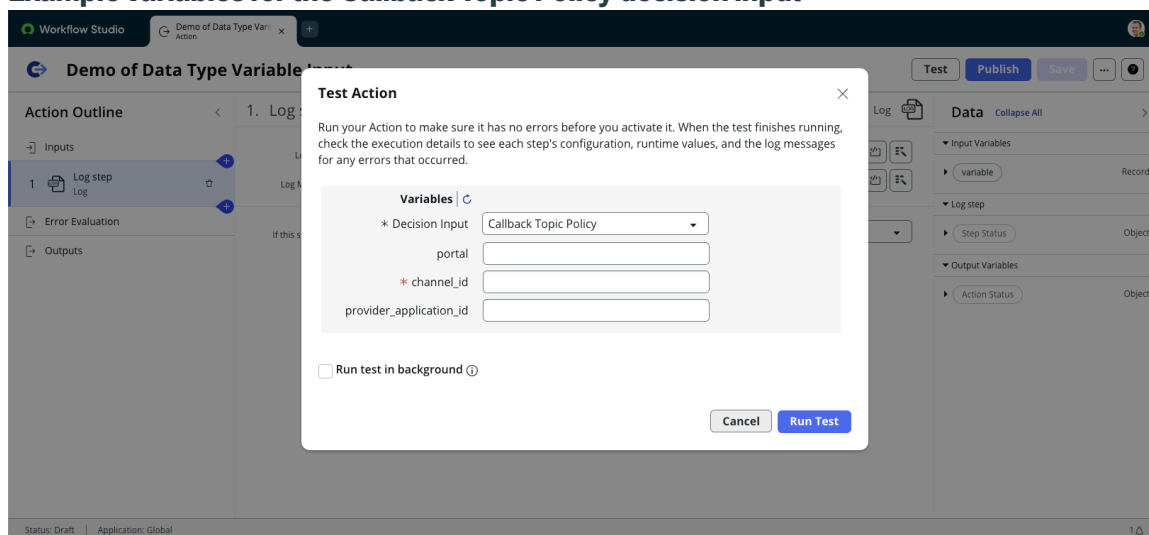 Example variables for the Callback Topic Policy decision input
Workflow Studio
Demo of Data Type Var
Action
Demo of Data Type Variable Input
Test
Publish
Save
Action Outline
1. Log
Log
Data
Collapse All
Inputs
1
Log step
Log
Error Evaluation
Outputs
If this s
Test Action
Run your Action to make sure it has no errors before you activate it. When the test finishes running,
check the execution details to see each step's configuration, runtime values, and the log messages
for any errors that occurred.
Variables
* Decision Input
Callback Topic Policy
portal
* channel_id
provider_application_id
Run test in background
Cancel
Run Test
Input Variables
variable
Record
Log step
Step Status
Object
Output Variables
Action Status
Object
Status: Draft
Application: Global
1